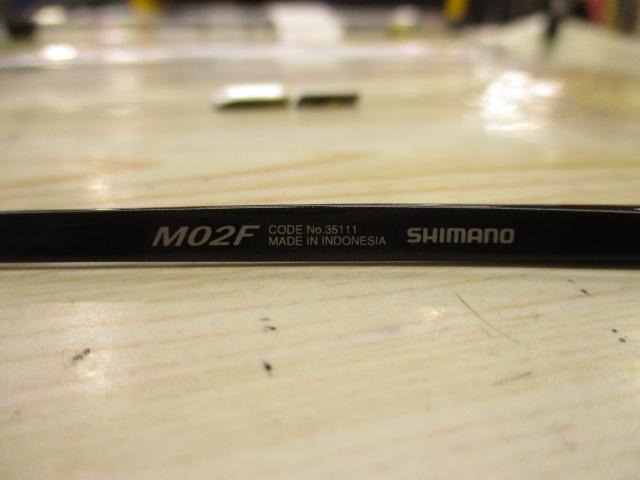 M02F CODE No.35111 SHIMANO
MADE IN INDONESIA